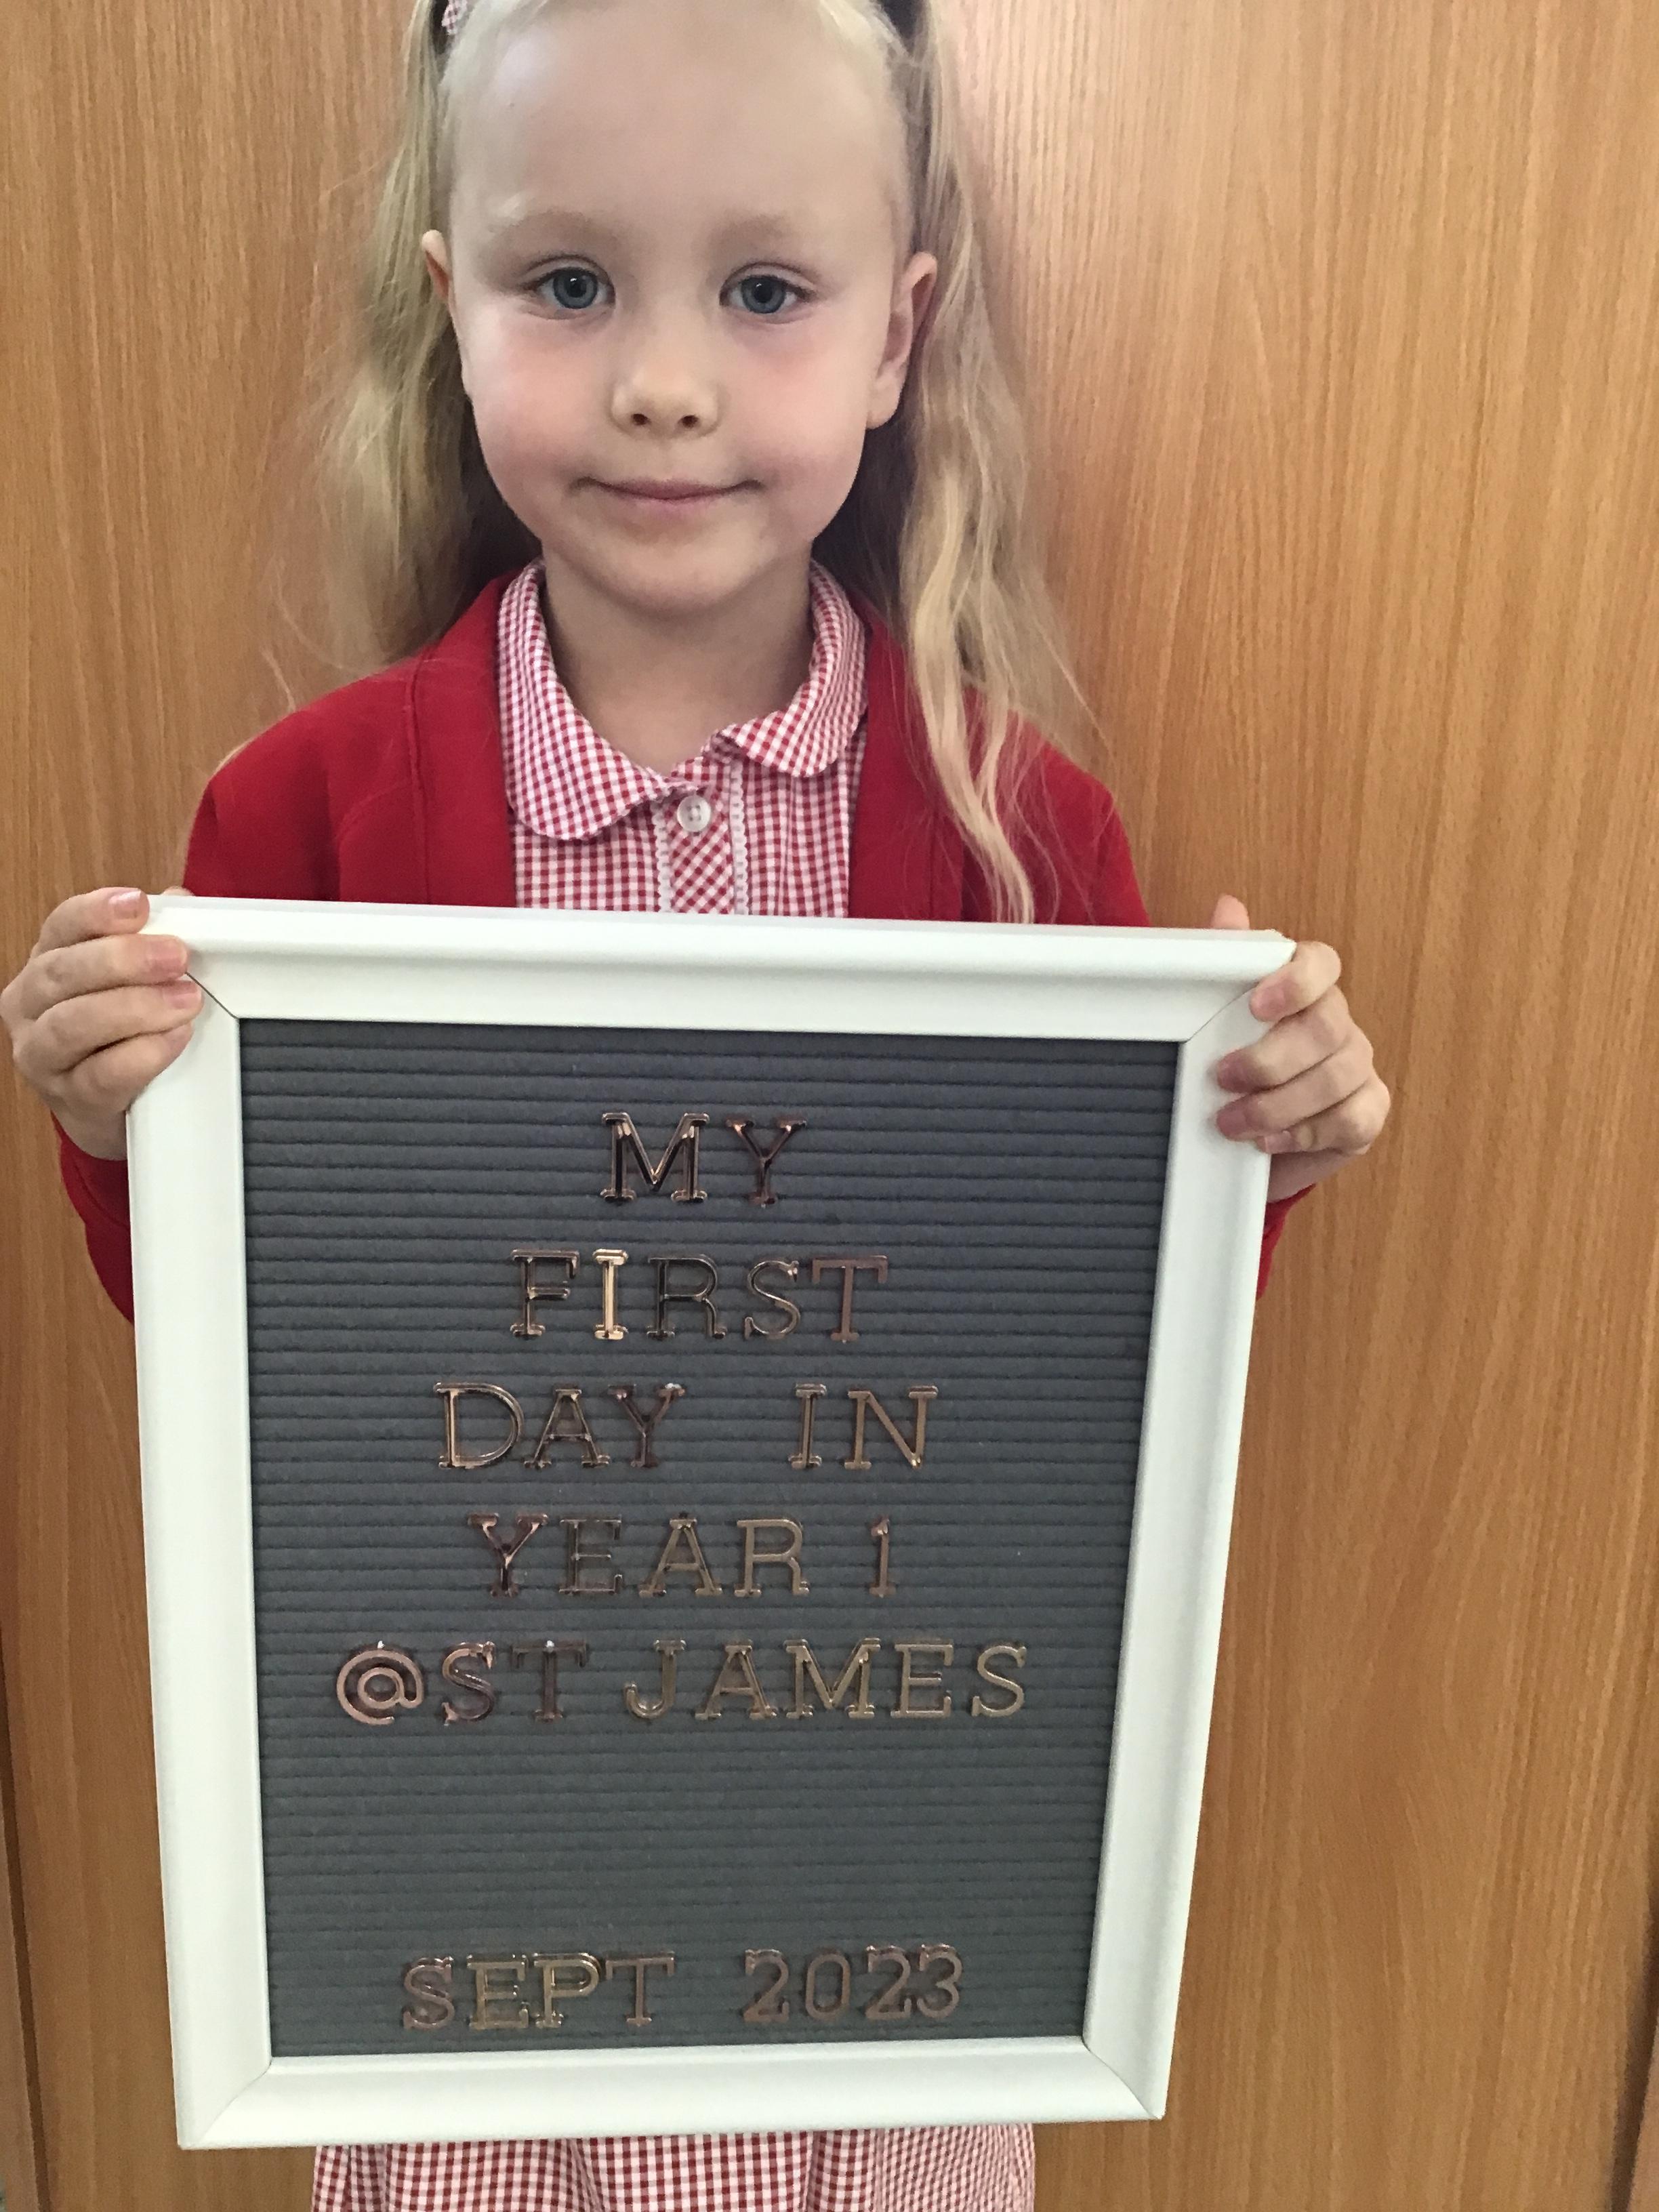 MY
FIRST
DAY IN
YEAR 1
@ST JAMES
SEPT 2023